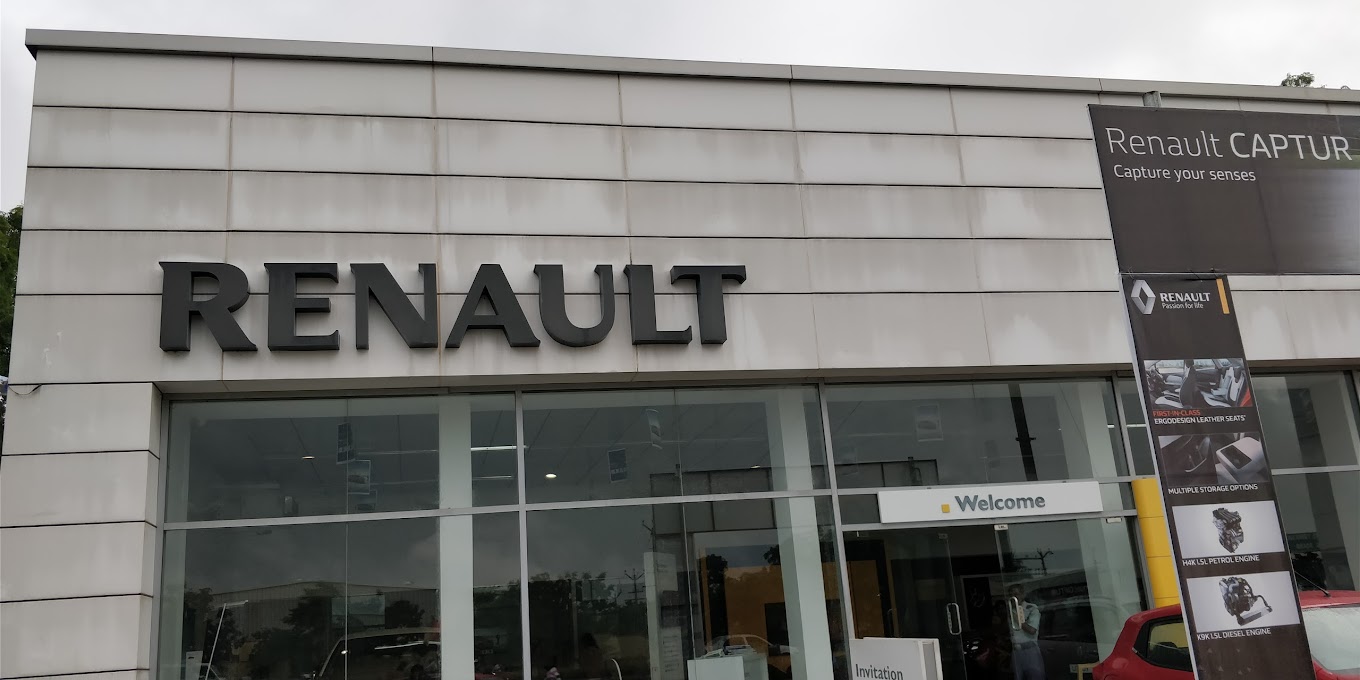 RENAULT
Renault CAPTUR
Capture your senses
RENAULT
Passion for life
FIRST-IN-CLASS
ERGODESIGN LEATHER SEATS*
MULTIPLE STORAGE OPTIONS
H4K 1.5L PETROL ENGINE
K9K 1.5L DIESEL ENGINE
Welcome
Invitation